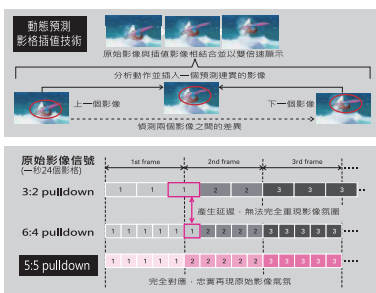 動態預測
影格插值技術
原始影像與插值影像相結合並以雙倍速顯示
分析動作並插入一個預測連貫的影像
上一個影像
下一個影像
偵測兩個影像之間的差異
原始影像信號
(一秒24個影格)
1st frame 2nd frame 3rd frame
3:2 pulldown 1 1 1 2 2 3 3 3
產生延遲,無法完全重現影像氛圍
6:4 pulldown 1 1 1 1 1 1 2 2 2 2 3 3 3 3 3 3
5:5 pulldown 1 1 1 1 1 2 2 2 2 2 3 3 3 3 3
完全對應,忠實再現原始影像氣氛